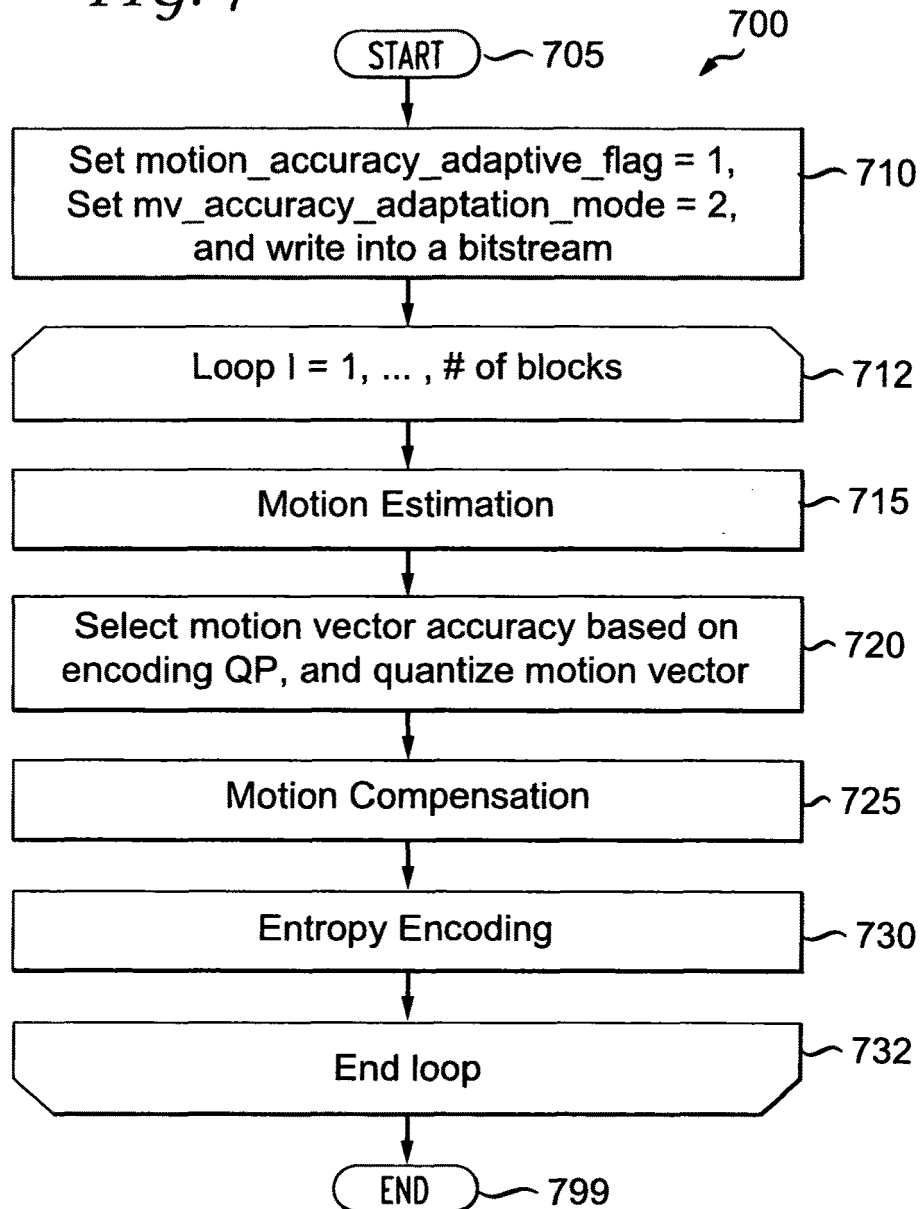 Fig. 7
700
START 705
Set motion_accuracy_adaptive_flag = 1,
Set mv_accuracy_adaptation_mode = 2,
and write into a bitstream
710
Loop I = 1, ... , # of blocks
712
Motion Estimation
715
Select motion vector accuracy based on
encoding QP, and quantize motion vector
720
Motion Compensation
725
Entropy Encoding
730
End loop
732
END 799